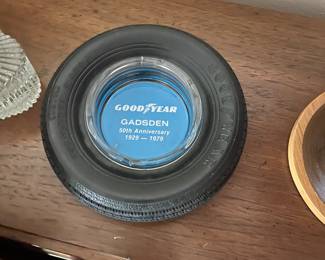 GOODYEAR
GADSDEN
50th Anniversary
1929 — 1979